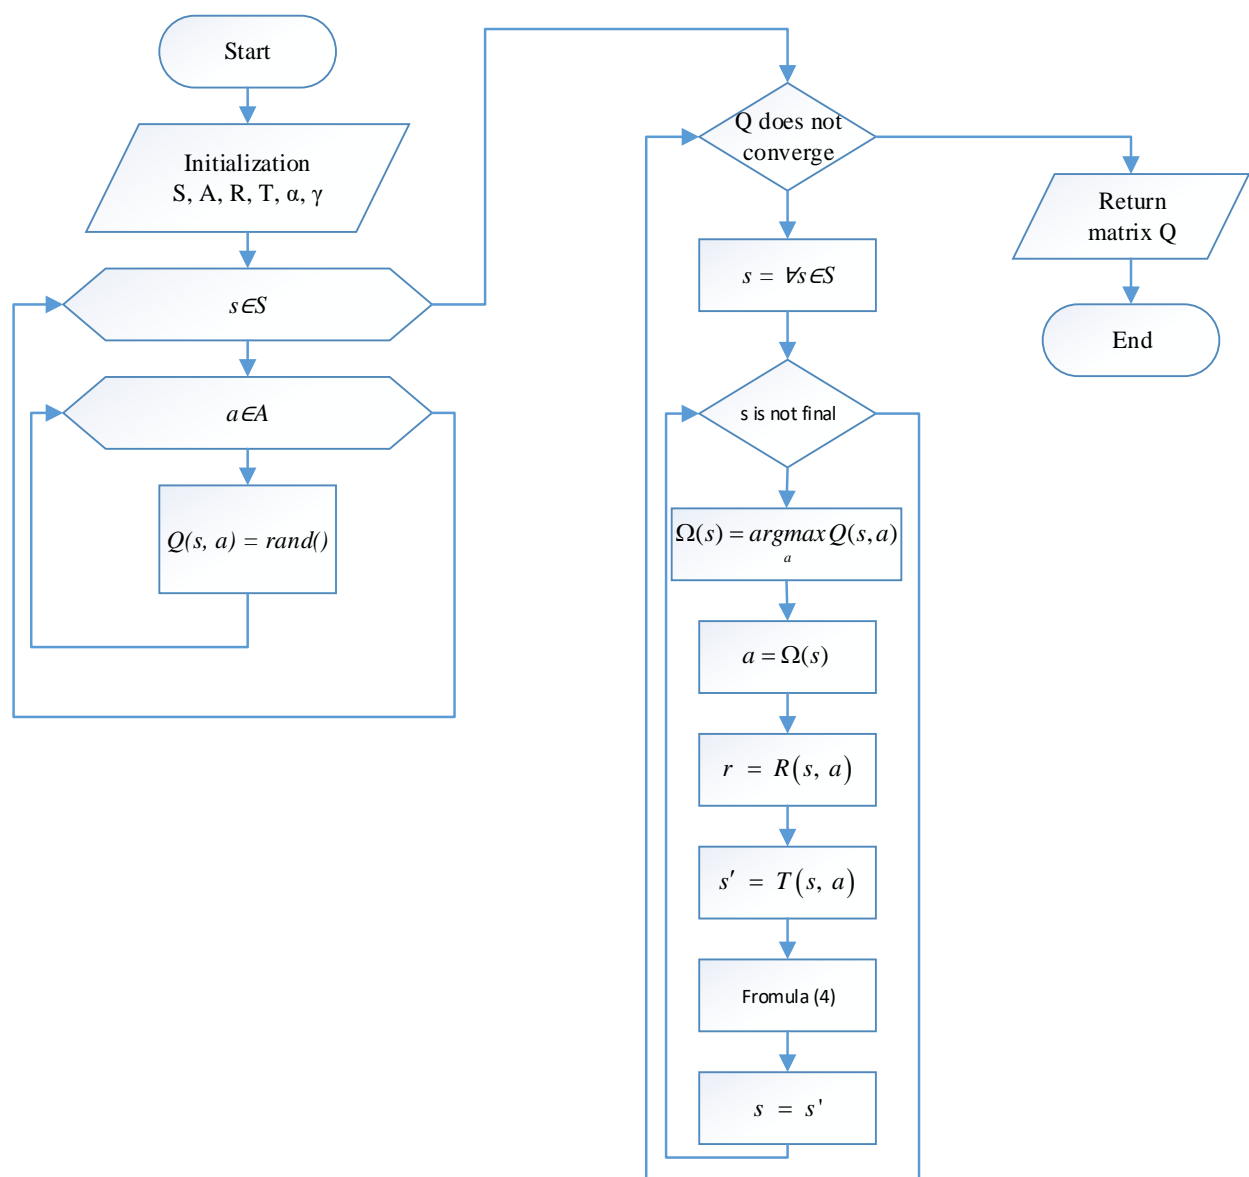 Start
Initialization
S, A, R, T, α, γ
s∈S
a∈A
Q(s, a) = rand()
Q does not
converge
s = ∀s∈S
s is not final
Ω(s) = argmax Q(s,a)
a
a = Ω(s)
r = R(s, a)
s′ = T(s, a)
Fromula (4)
s = s'
Return
matrix Q
End